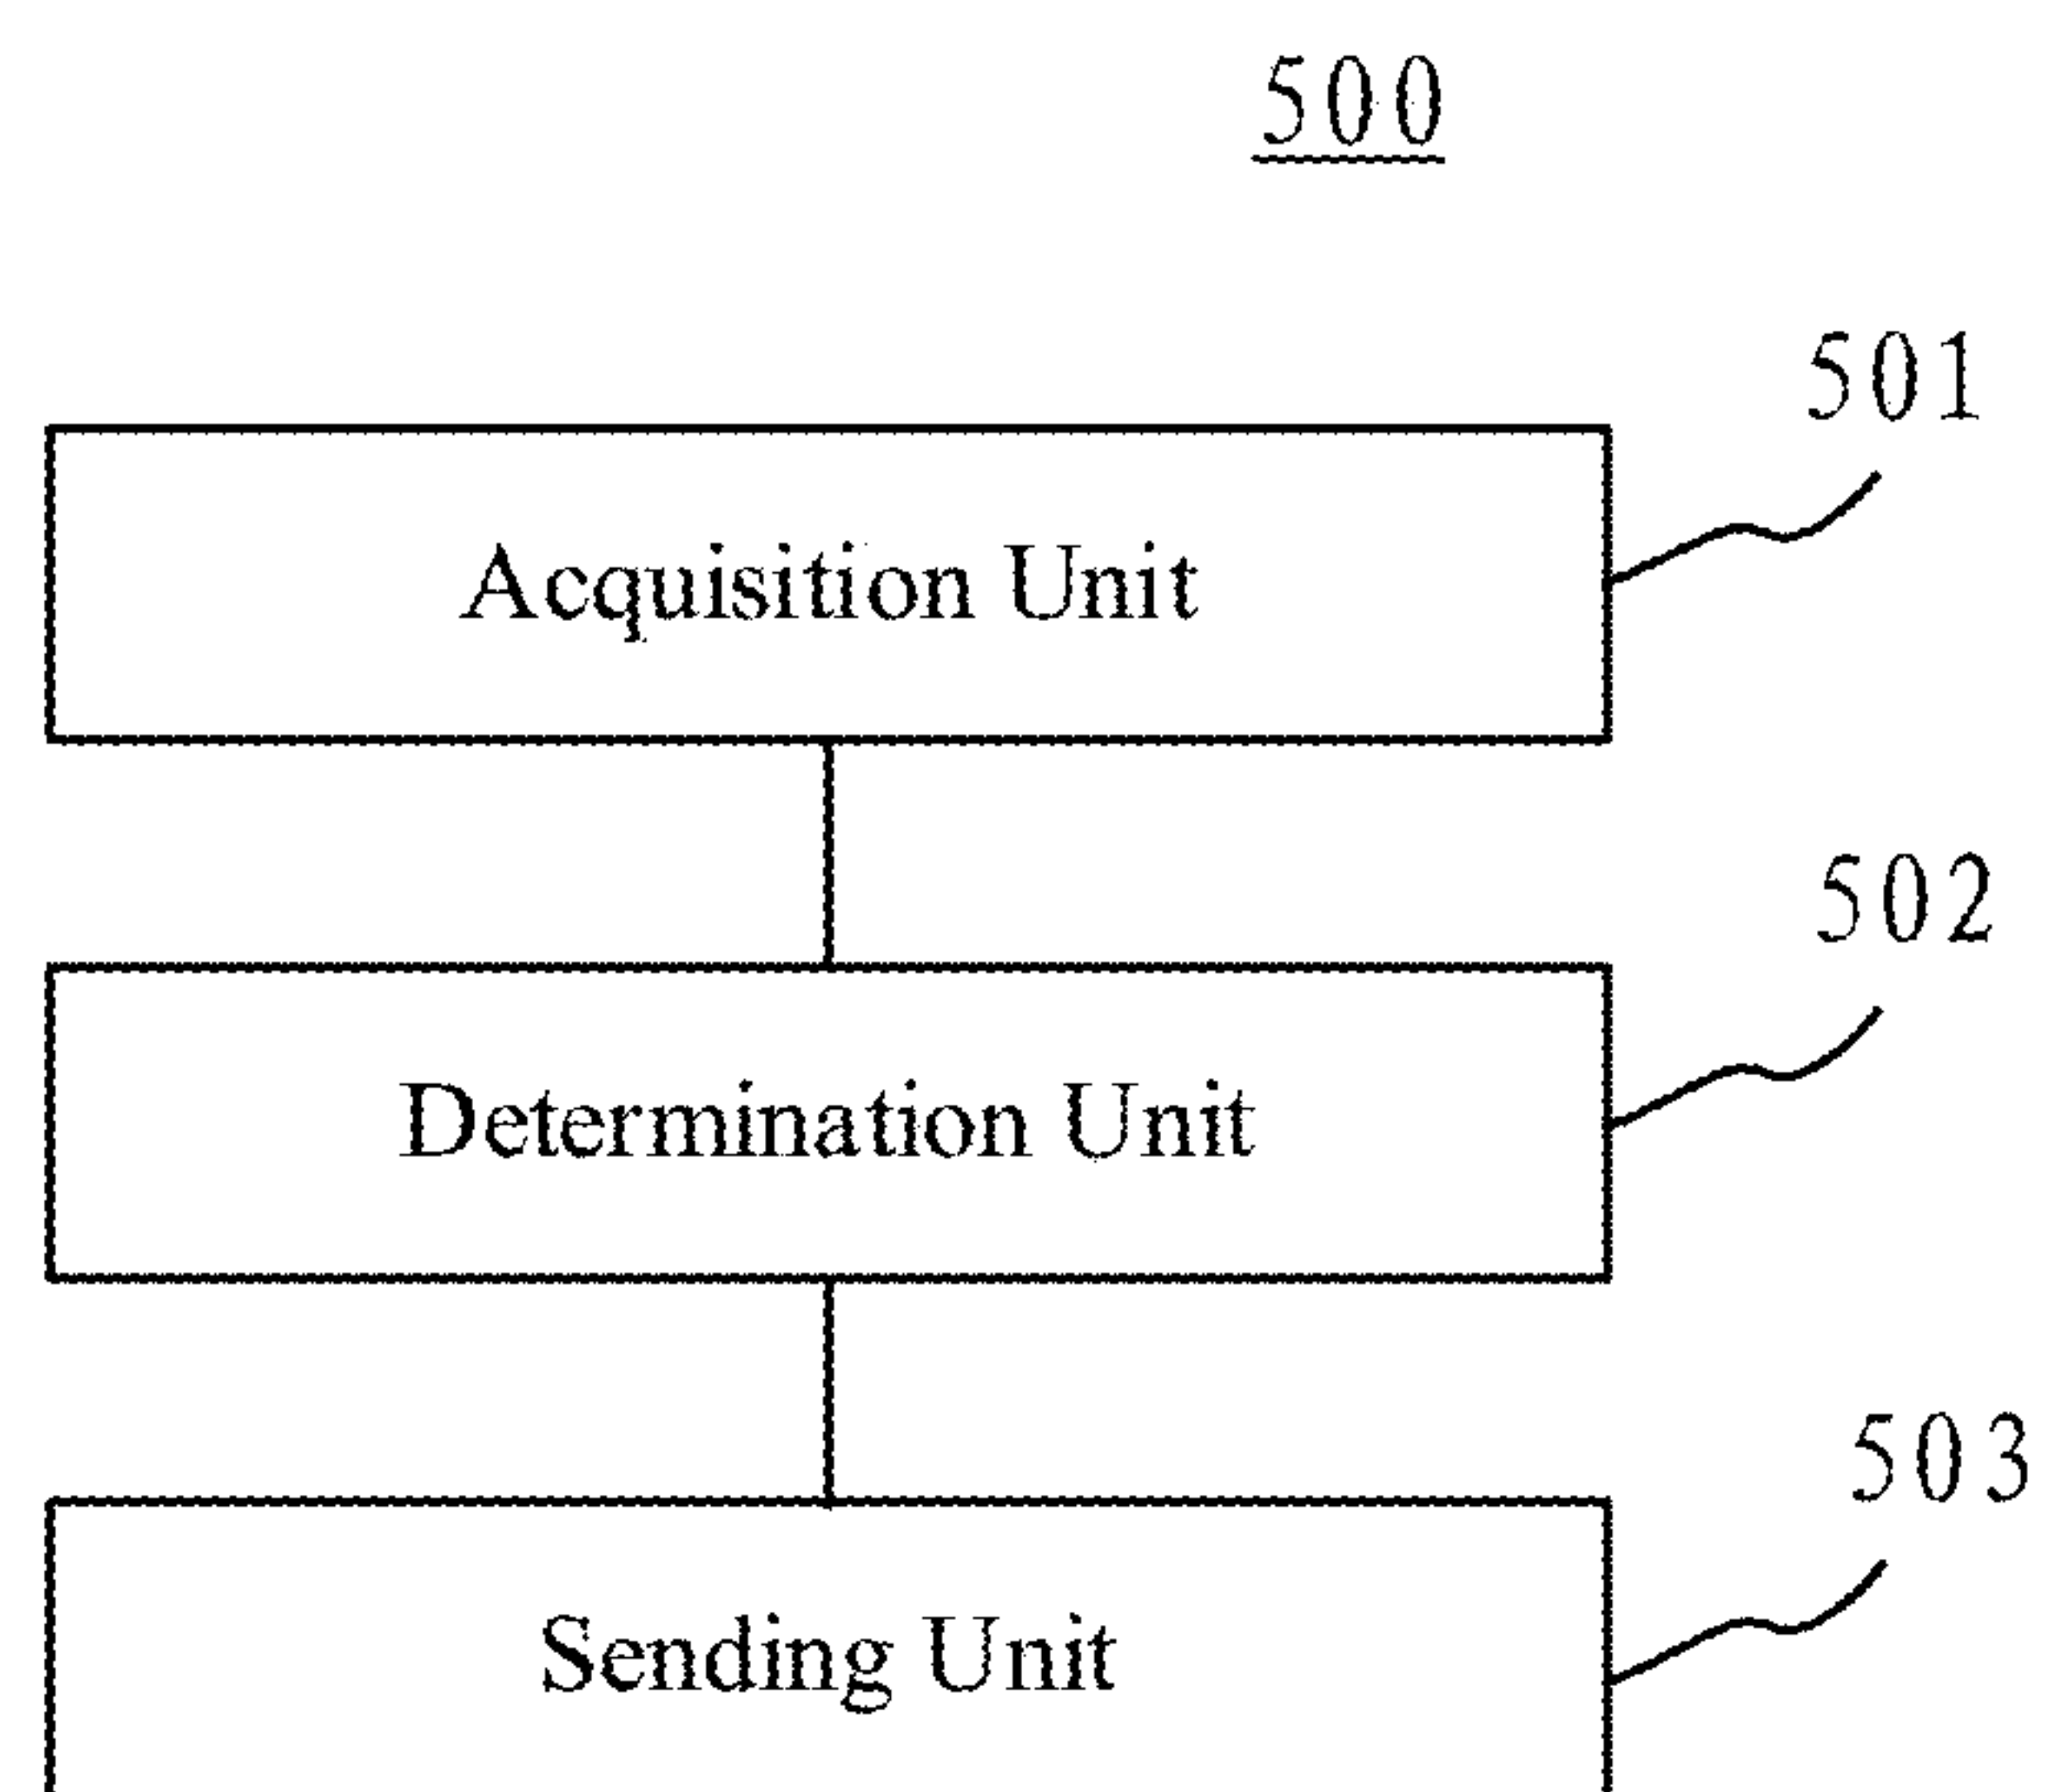 500
501
Acquisition Unit
502
Determination Unit
503
Sending Unit